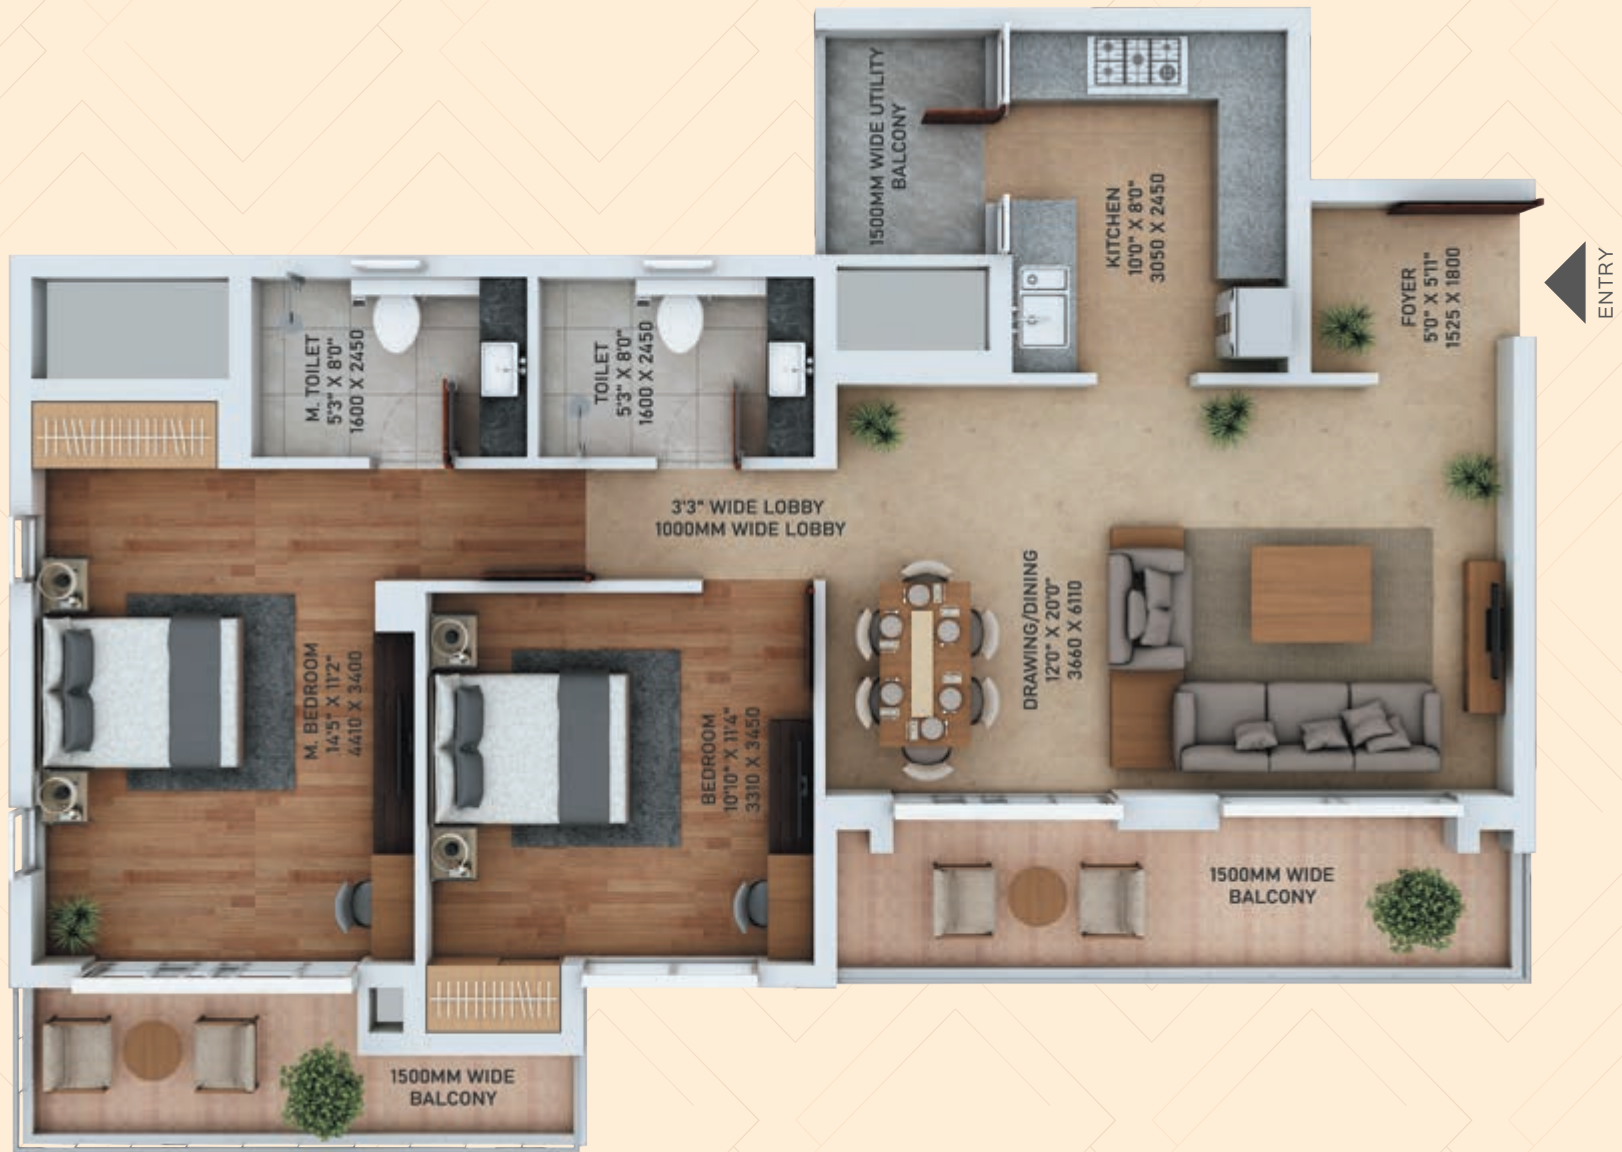 1500MM WIDE UTILITY
BALCONY
KITCHEN
10'0" X 8'0"
3050 X 2450
FOYER
5'0" X 5'11"
1525 X 1800
ENTRY
M. TOILET
5'3" X 8'0"
1600 X 2450
TOILET
5'3" X 8'0"
1600 X 2450
3'3" WIDE LOBBY
1000MM WIDE LOBBY
DRAWING/DINING
12'0" X 20'0"
3660 X 6110
M. BEDROOM
14'5" X 11'2"
4410 X 3400
BEDROOM
10'10" X 11'4"
3310 X 3450
1500MM WIDE
BALCONY
1500MM WIDE
BALCONY